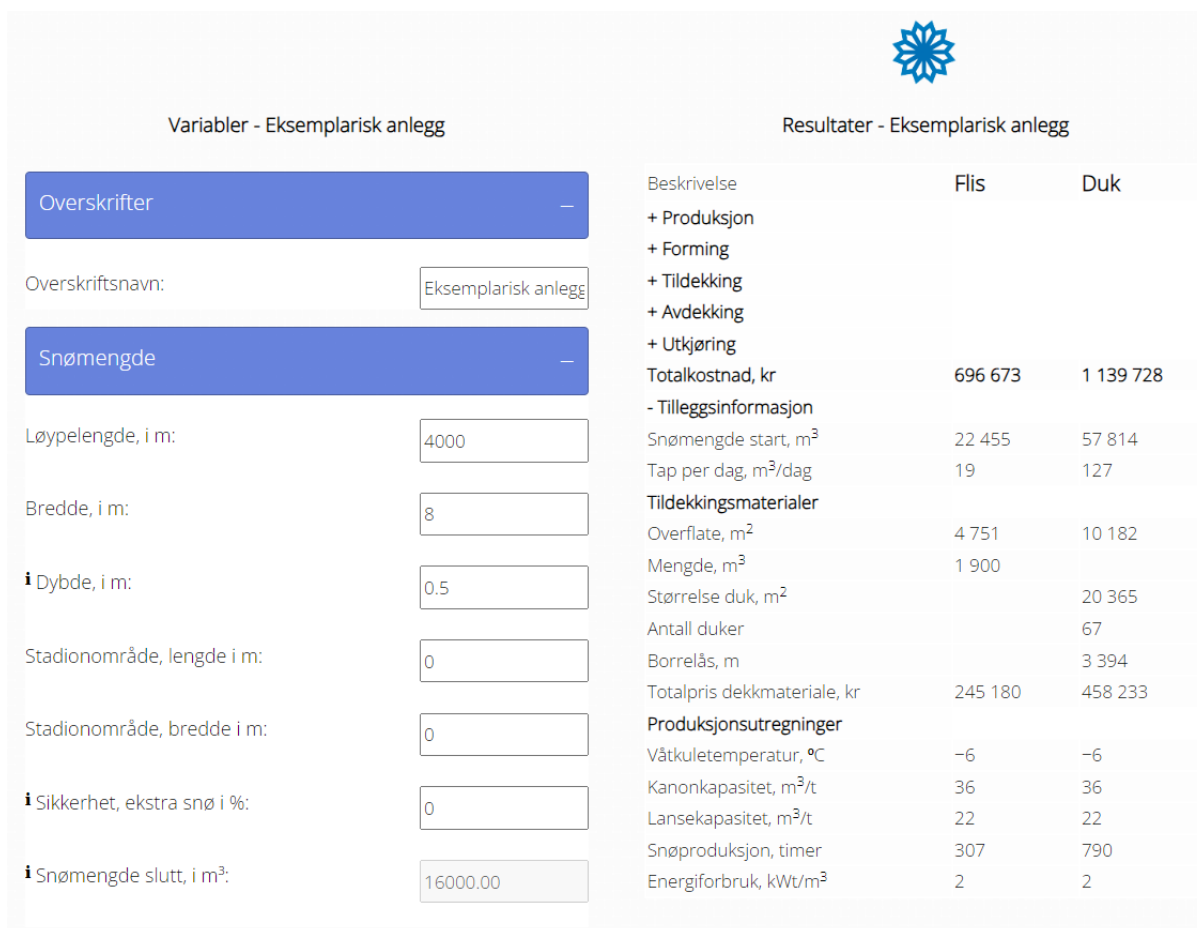 Variabler - Eksemplarisk anlegg
Overskrifter –
Overskriftsnavn: Eksemplarisk anlegg
Snømengde –
Løypelengde, i m: 4000
Bredde, i m: 8
i Dybde, i m: 0.5
Stadionområde, lengde i m: 0
Stadionområde, bredde i m: 0
i Sikkerhet, ekstra snø i %: 0
i Snømengde slutt, i m³: 16000.00
Resultater - Eksemplarisk anlegg
Beskrivelse Flis Duk
+ Produksjon
+ Forming
+ Tildekking
+ Avdekking
+ Utkjøring
Totalkostnad, kr 696 673 1 139 728
- Tilleggsinformasjon
Snømengde start, m³ 22 455 57 814
Tap per dag, m³/dag 19 127
Tildekkingsmaterialer
Overflate, m² 4 751 10 182
Mengde, m³ 1 900
Størrelse duk, m² 20 365
Antall duker 67
Borrelås, m 3 394
Totalpris dekkmateriale, kr 245 180 458 233
Produksjonsutregninger
Våtkuletemperatur, ºC −6 −6
Kanonkapasitet, m³/t 36 36
Lansekapasitet, m³/t 22 22
Snøproduksjon, timer 307 790
Energiforbruk, kWt/m³ 2 2